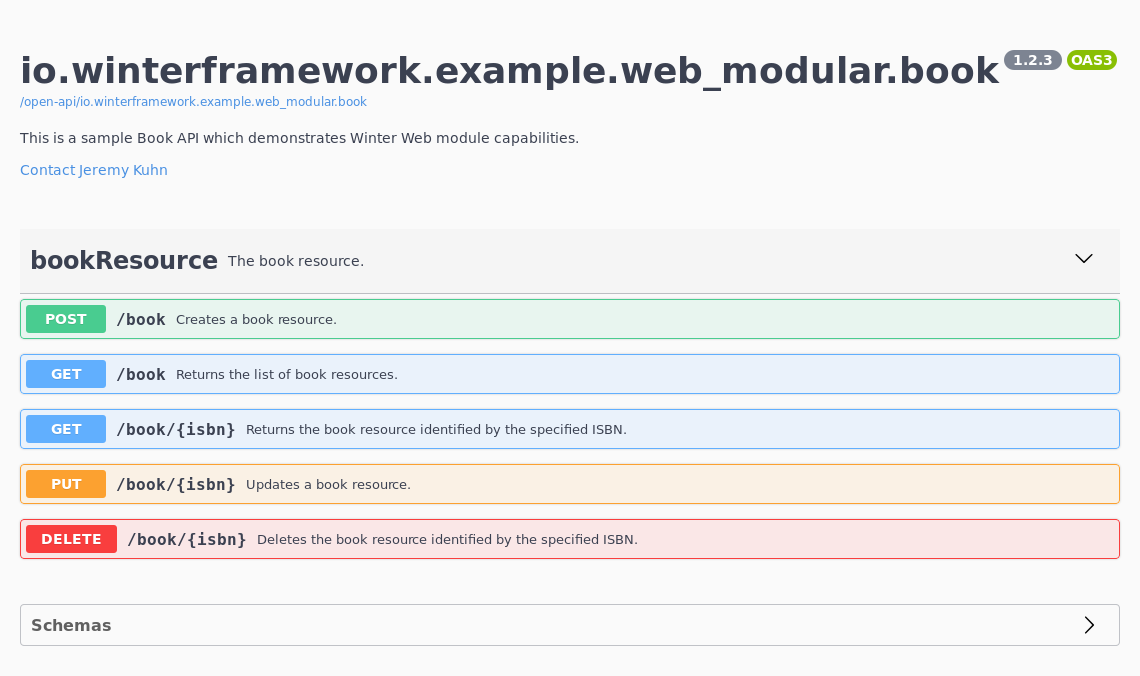 io.winterframework.example.web_modular.book 1.2.3 OAS3
/open-api/io.winterframework.example.web_modular.book
This is a sample Book API which demonstrates Winter Web module capabilities.
Contact Jeremy Kuhn
bookResource The book resource.
POST /book Creates a book resource.
GET /book Returns the list of book resources.
GET /book/{isbn} Returns the book resource identified by the specified ISBN.
PUT /book/{isbn} Updates a book resource.
DELETE /book/{isbn} Deletes the book resource identified by the specified ISBN.
Schemas